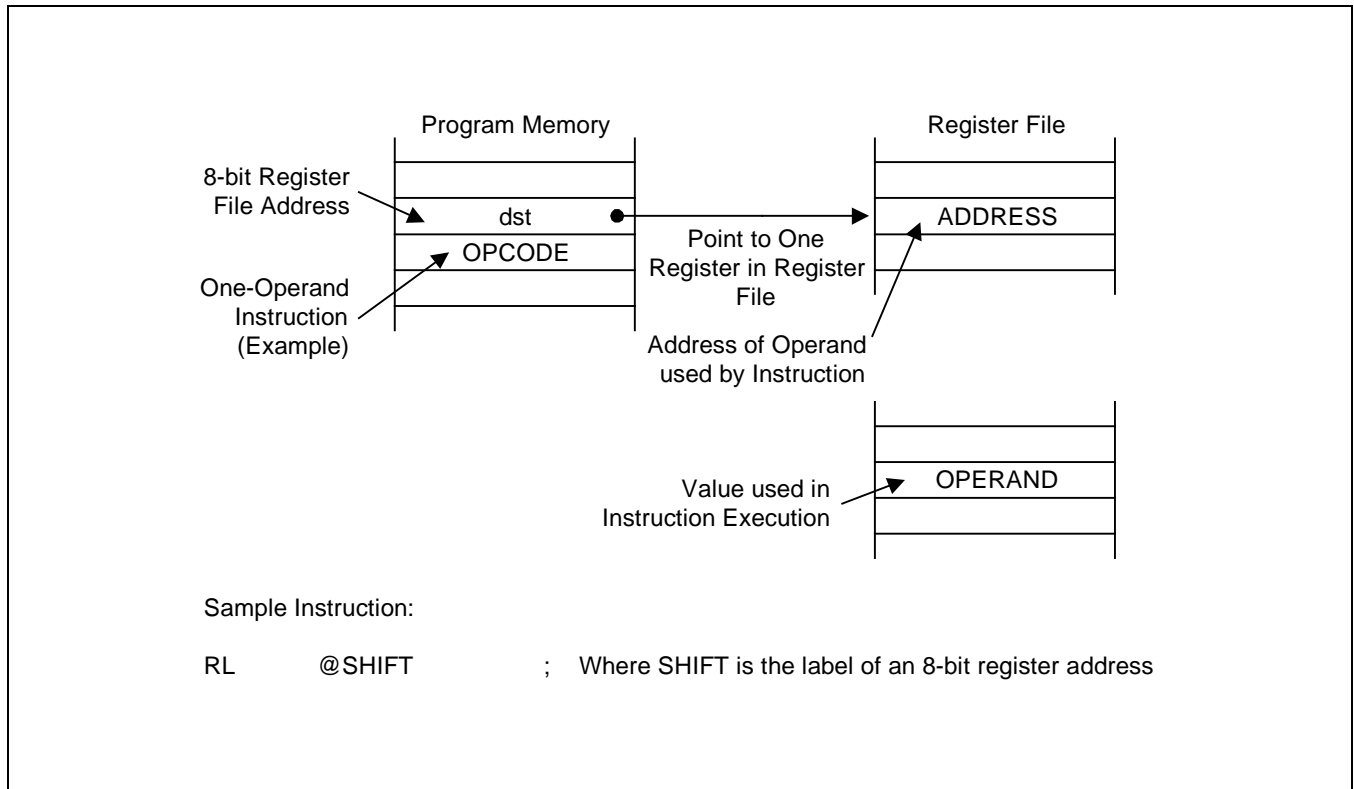 Program Memory
Register File
8-bit Register
File Address
dst
ADDRESS
OPCODE
Point to One
Register in Register
File
One-Operand
Instruction
(Example)
Address of Operand
used by Instruction
OPERAND
Value used in
Instruction Execution
Sample Instruction:
RL @SHIFT ; Where SHIFT is the label of an 8-bit register address